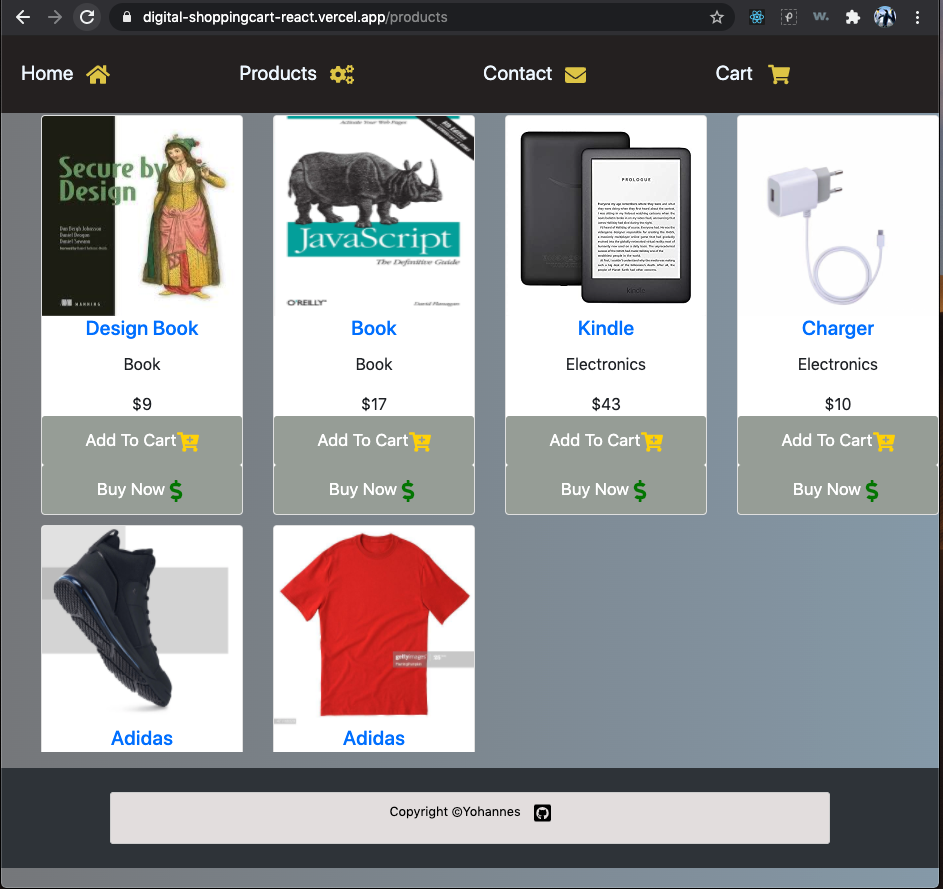 digital-shoppingcart-react.vercel.app/products
w.
Home
Products
Contact
Cart
Secure by
Design
Dan Bergh Johnsson
Daniel Deogun
Daniel Sawano
MANNING
Activate Your Web Pages
6th Edition
JavaScript
The Definitive Guide
O'REILLY
David Flanagan
PROLOGUE
kindle
Design Book
Book
Kindle
Charger
Book
Book
Electronics
Electronics
$9
$17
$43
$10
Add To Cart
Add To Cart
Add To Cart
Add To Cart
Buy Now $
Buy Now $
Buy Now $
Buy Now $
gettyimages
Adidas
Adidas
Copyright ©Yohannes